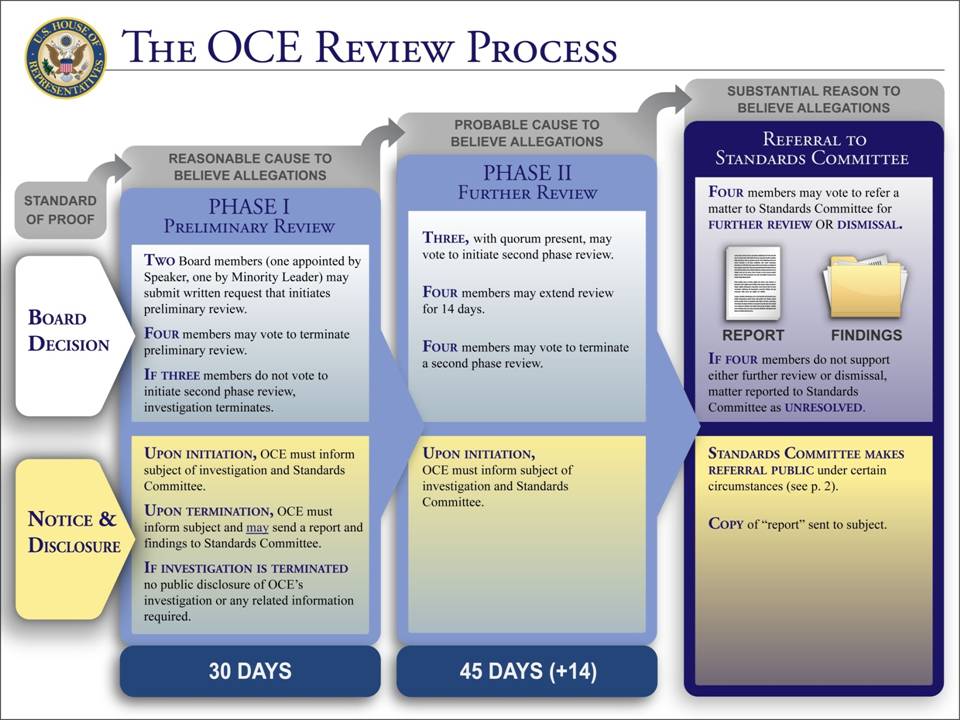 U.S. HOUSE OF
REPRESENTATIVES
THE OCE REVIEW PROCESS
STANDARD
OF PROOF
REASONABLE CAUSE TO
BELIEVE ALLEGATIONS
PROBABLE CAUSE TO
BELIEVE ALLEGATIONS
SUBSTANTIAL REASON TO
BELIEVE ALLEGATIONS
BOARD
DECISION
NOTICE &
DISCLOSURE
PHASE I
PRELIMINARY REVIEW
TWO Board members (one appointed by
Speaker, one by Minority Leader) may
submit written request that initiates
preliminary review.
FOUR members may vote to terminate
preliminary review.
IF THREE members do not vote to
initiate second phase review,
investigation terminates.
UPON INITIATION, OCE must inform
subject of investigation and Standards
Committee.
UPON TERMINATION, OCE must
inform subject and may send a report and
findings to Standards Committee.
IF INVESTIGATION IS TERMINATED
no public disclosure of OCE's
investigation or any related information
required.
30 DAYS
PHASE II
FURTHER REVIEW
THREE, with quorum present, may
vote to initiate second phase review.
FOUR members may extend review
for 14 days.
FOUR members may vote to terminate
a second phase review.
UPON INITIATION,
OCE must inform subject of
investigation and Standards
Committee.
45 DAYS (+14)
REFERRAL TO
STANDARDS COMMITTEE
FOUR members may vote to refer a
matter to Standards Committee for
FURTHER REVIEW OR DISMISSAL.
REPORT
FINDINGS
IF FOUR members do not support
either further review or dismissal,
matter reported to Standards
Committee as UNRESOLVED.
STANDARDS COMMITTEE MAKES
REFERRAL PUBLIC under certain
circumstances (see p. 2).
COPY of “report” sent to subject.